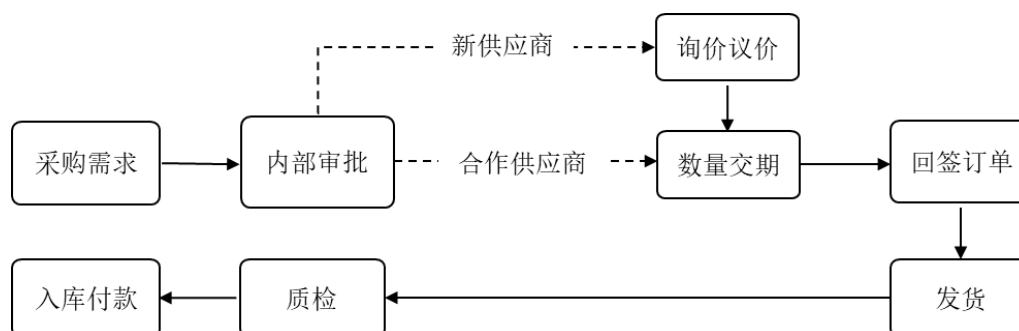 新供应商
询价议价
采购需求
内部审批
合作供应商
数量交期
回签订单
入库付款
质检
发货